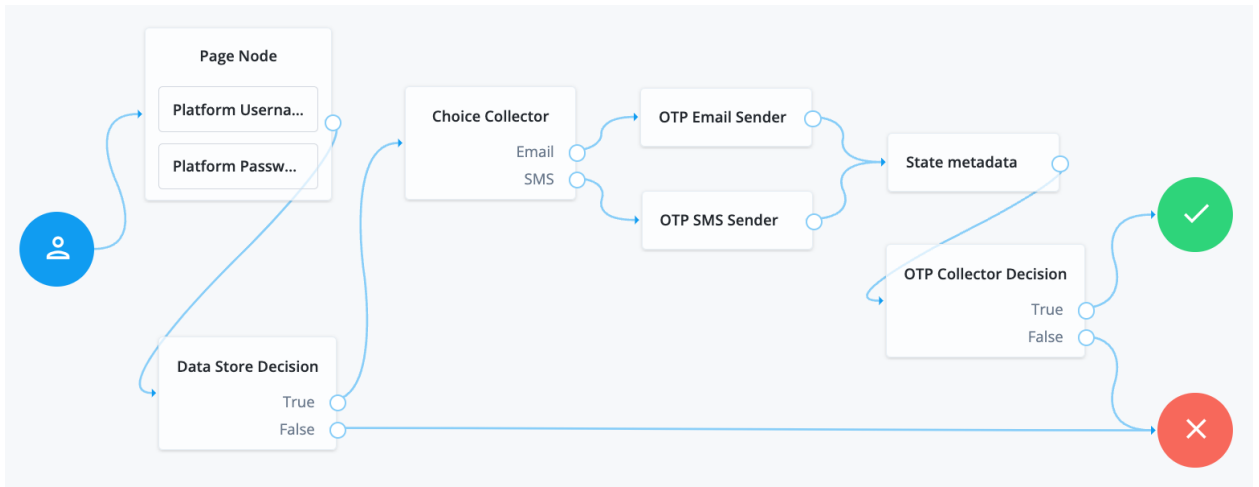 Page Node
Platform Userna...
Platform Passw...
Data Store Decision
True
False
Choice Collector
Email
SMS
OTP Email Sender
OTP SMS Sender
State metadata
OTP Collector Decision
True
False